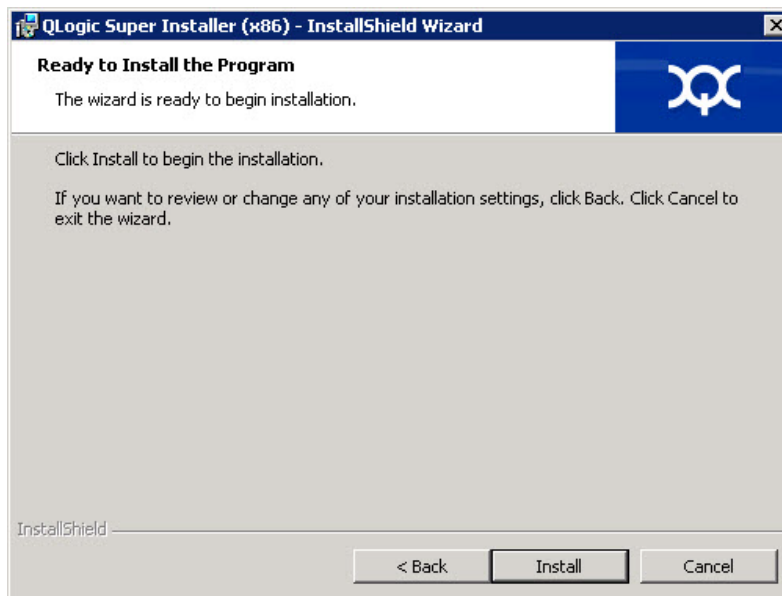 QLogic Super Installer (x86) - InstallShield Wizard
Ready to Install the Program
The wizard is ready to begin installation.
Click Install to begin the installation.
If you want to review or change any of your installation settings, click Back. Click Cancel to
exit the wizard.
InstallShield
< Back
Install
Cancel